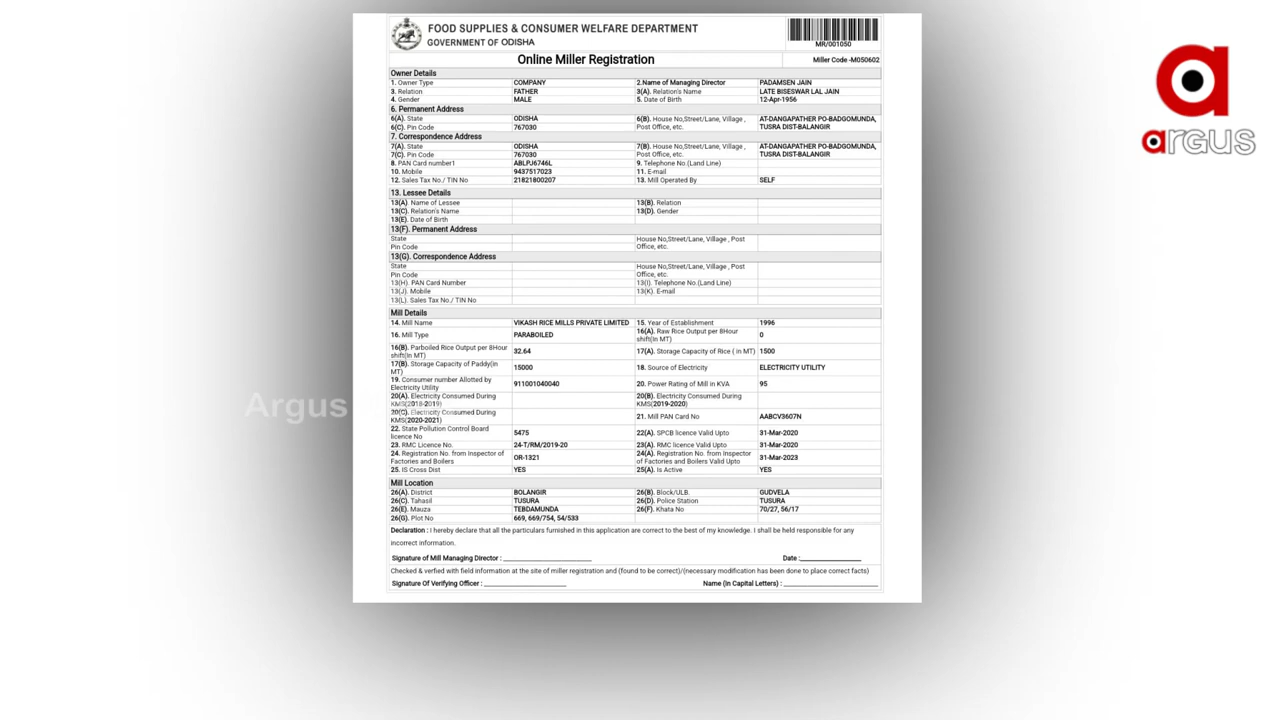 FOOD SUPPLIES & CONSUMER WELFARE DEPARTMENT
GOVERNMENT OF ODISHA
MR/001050
Online Miller Registration
Miller Code -M050602
Owner Details
1. Owner Type COMPANY 2.Name of Managing Director PADAMSEN JAIN
3. Relation FATHER 3(A). Relation's Name LATE BISESWAR LAL JAIN
4. Gender MALE 5. Date of Birth 12-Apr-1956
6. Permanent Address
6(A). State ODISHA 6(B). House No,Street/Lane, Village , AT-DANGAPATHER PO-BADGOMUNDA,
6(C). Pin Code 767030 Post Office, etc. TUSRA DIST-BALANGIR
7. Correspondence Address
7(A). State ODISHA 7(B). House No,Street/Lane, Village , AT-DANGAPATHER PO-BADGOMUNDA,
7(C). Pin Code 767030 Post Office, etc. TUSRA DIST-BALANGIR
8. PAN Card number1 ABLPJ6746L 9. Telephone No.(Land Line)
10. Mobile 9437517023 11. E-mail
12. Sales Tax No./ TIN No 21821800207 13. Mill Operated By SELF
13. Lessee Details
13(A). Name of Lessee 13(B). Relation
13(C). Relation's Name 13(D). Gender
13(E). Date of Birth
13(F). Permanent Address
State House No,Street/Lane, Village , Post
Pin Code Office, etc.
13(G). Correspondence Address
State House No,Street/Lane, Village , Post
Pin Code Office, etc.
13(H). PAN Card Number 13(I). Telephone No.(Land Line)
13(J). Mobile 13(K). E-mail
13(L). Sales Tax No./ TIN No
Mill Details
14. Mill Name VIKASH RICE MILLS PRIVATE LIMITED 15. Year of Establishment 1996
16. Mill Type PARABOILED 16(A). Raw Rice Output per 8Hour shift(in MT) 0
16(B). Parboiled Rice Output per 8Hour shift(In MT) 32.64 17(A). Storage Capacity of Rice ( in MT) 1500
17(B). Storage Capacity of Paddy(in MT) 15000 18. Source of Electricity ELECTRICITY UTILITY
19. Consumer number Allotted by Electricity Utility 911001040040 20. Power Rating of Mill in KVA 95
20(A). Electricity Consumed During KMS(2018-2019) 20(B). Electricity Consumed During KMS(2019-2020)
20(C). Electricity Consumed During KMS(2020-2021) 21. Mill PAN Card No AABCV3607N
22. State Pollution Control Board licence No 5475 22(A). SPCB licence Valid Upto 31-Mar-2020
23. RMC Licence No. 24-T/RM/2019-20 23(A). RMC licence Valid Upto 31-Mar-2020
24. Registration No. from Inspector of Factories and Boilers OR-1321 24(A). Registration No. from Inspector of Factories and Boilers Valid Upto 31-Mar-2023
25. IS Cross Dist YES 25(A). Is Active YES
Mill Location
26(A). District BOLANGIR 26(B). Block/ULB. GUDVELA
26(C). Tahasil TUSURA 26(D). Police Station TUSURA
26(E). Mauza TEBDAMUNDA 26(F). Khata No 70/27, 56/17
26(G). Plot No 669, 669/754, 54/533
Declaration : I hereby declare that all the particulars furnished in this application are correct to the best of my knowledge. I shall be held responsible for any
incorrect information.
Signature of Mill Managing Director : Date :
Checked & verified with field information at the site of miller registration and (found to be correct)/(necessary modification has been done to place correct facts)
Signature Of Verifying Officer : Name (In Capital Letters) :
Argus
a
argus